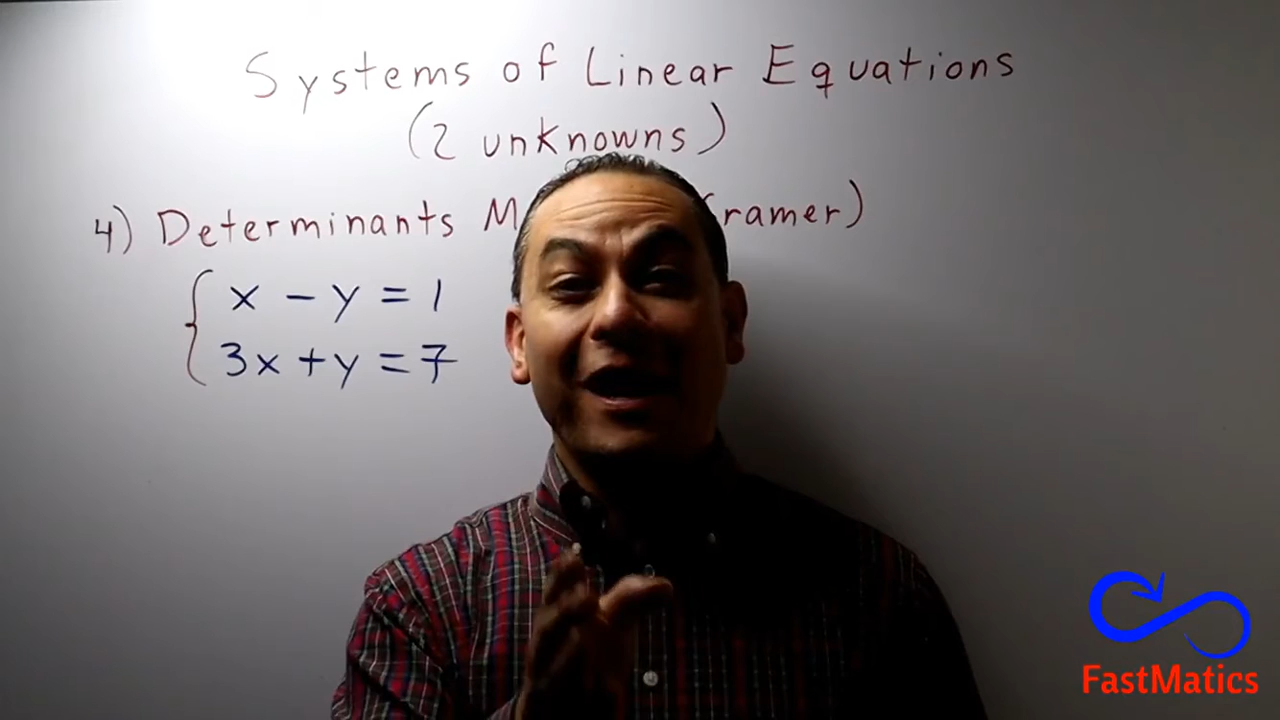 Systems of Linear Equations
(2 unknowns)
4) Determinants M ramer)
x - y = 1
3x + y = 7
FastMatics